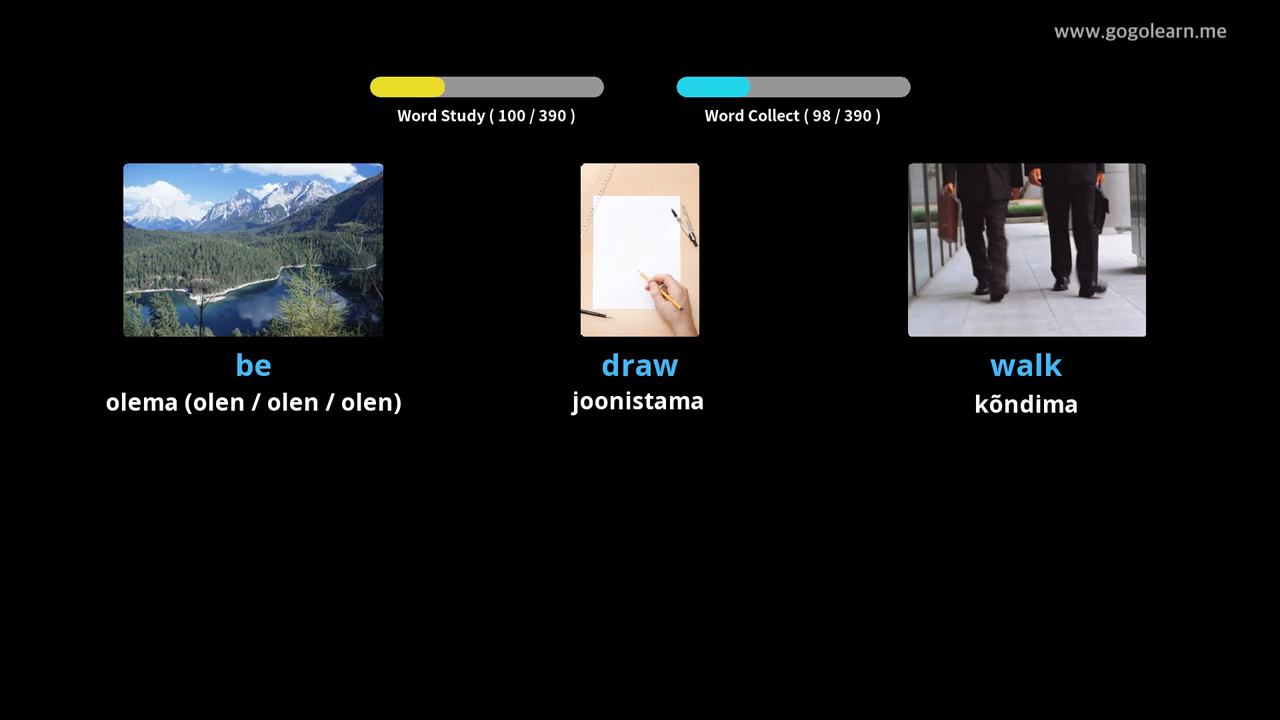 www.gogolearn.me
Word Study ( 100 / 390 )
Word Collect ( 98 / 390 )
be
draw
walk
olema (olen / olen / olen)
joonistama
kõndima